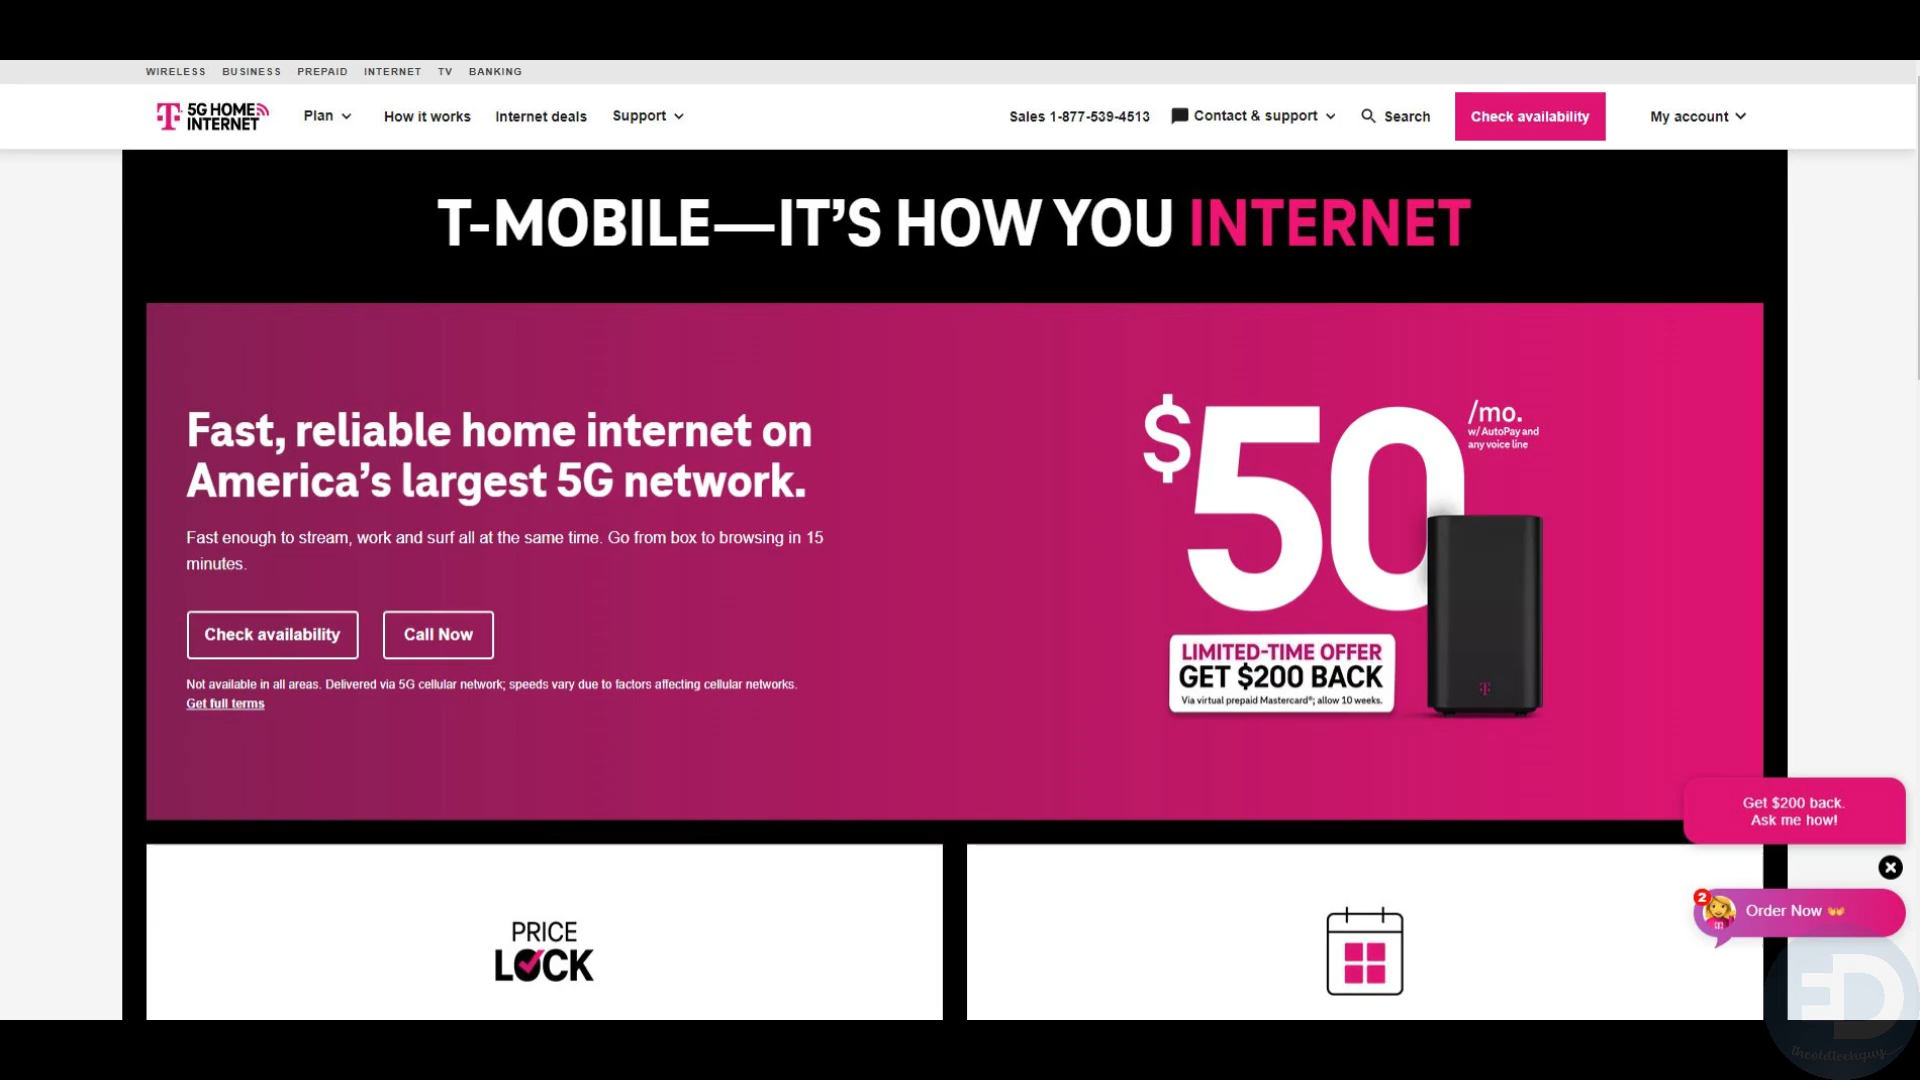 WIRELESS BUSINESS PREPAID INTERNET TV BANKING
T 5G HOME
INTERNET
Plan How it works Internet deals Support Sales 1-877-539-4513 Contact & support Search Check availability My account
T-MOBILE—IT’S HOW YOU INTERNET
Fast, reliable home internet on
America’s largest 5G network.
Fast enough to stream, work and surf all at the same time. Go from box to browsing in 15
minutes.
Check availability Call Now
Not available in all areas. Delivered via 5G cellular network; speeds vary due to factors affecting cellular networks.
Get full terms
$50 /mo.
w/ AutoPay and
any voice line
LIMITED-TIME OFFER
GET $200 BACK
Via virtual prepaid Mastercard®; allow 10 weeks.
T
Get $200 back.
Ask me how!
2
Order Now
PRICE
LOCK
ED
theoldtechguy